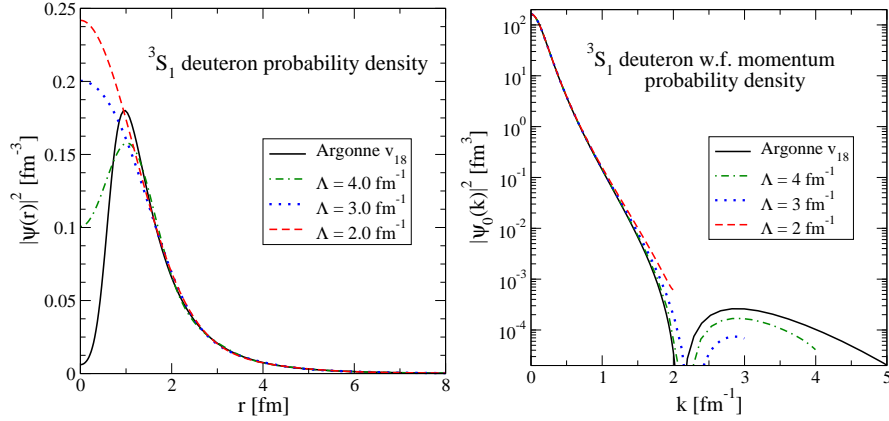 0.25
0.2
0.15
0.1
0.05
0
0
2
4
6
8
r [fm]
|ψ(r)|² [fm⁻³]
³S₁ deuteron probability density
Argonne v₁₈
Λ = 4.0 fm⁻¹
Λ = 3.0 fm⁻¹
Λ = 2.0 fm⁻¹
10²
10¹
10⁰
10⁻¹
10⁻²
10⁻³
10⁻⁴
0
1
2
3
4
5
k [fm⁻¹]
|ψ₀(k)|² [fm³]
³S₁ deuteron w.f. momentum
probability density
Argonne v₁₈
Λ = 4 fm⁻¹
Λ = 3 fm⁻¹
Λ = 2 fm⁻¹